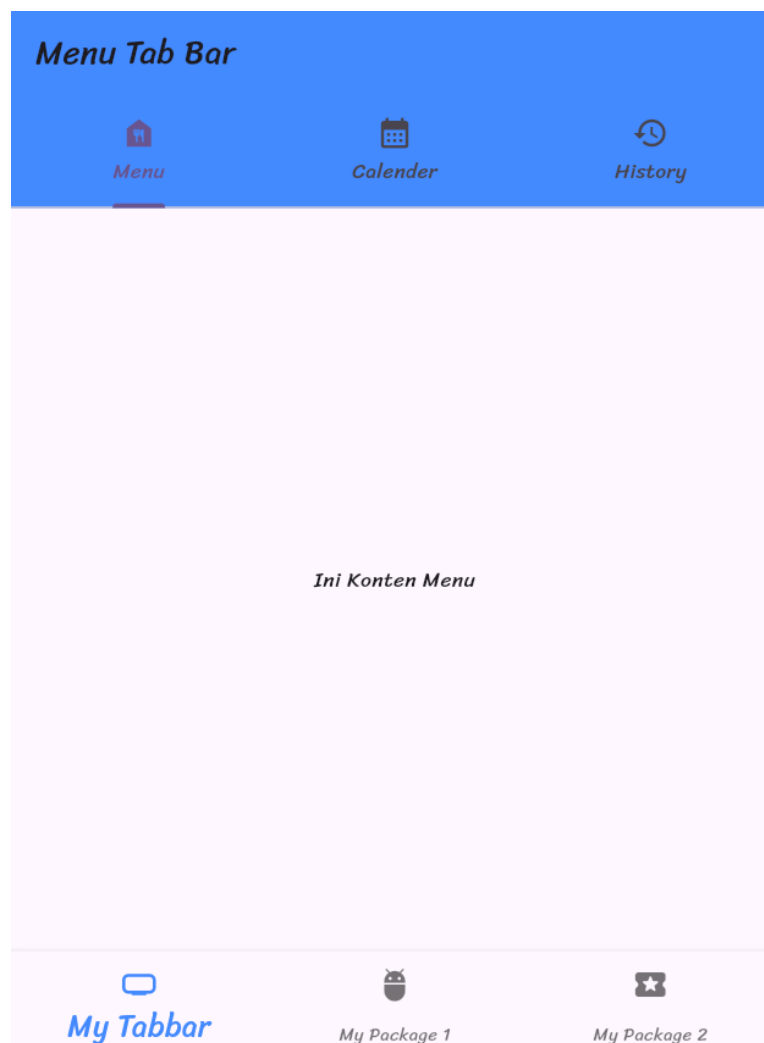 Menu Tab Bar
Menu
Calender
History
Ini Konten Menu
My Tabbar
My Package 1
My Package 2